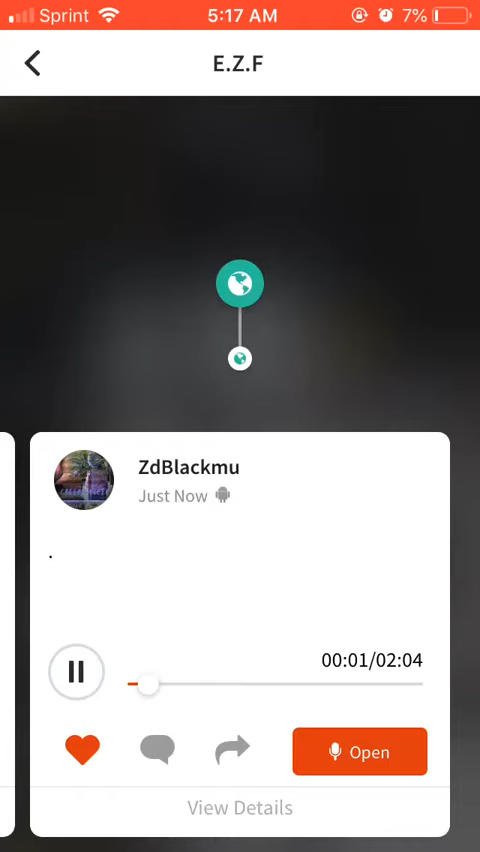 Sprint 5:17 AM 7%
E.Z.F
ZdBlackmu
Just Now
.
00:01/02:04
Open
View Details